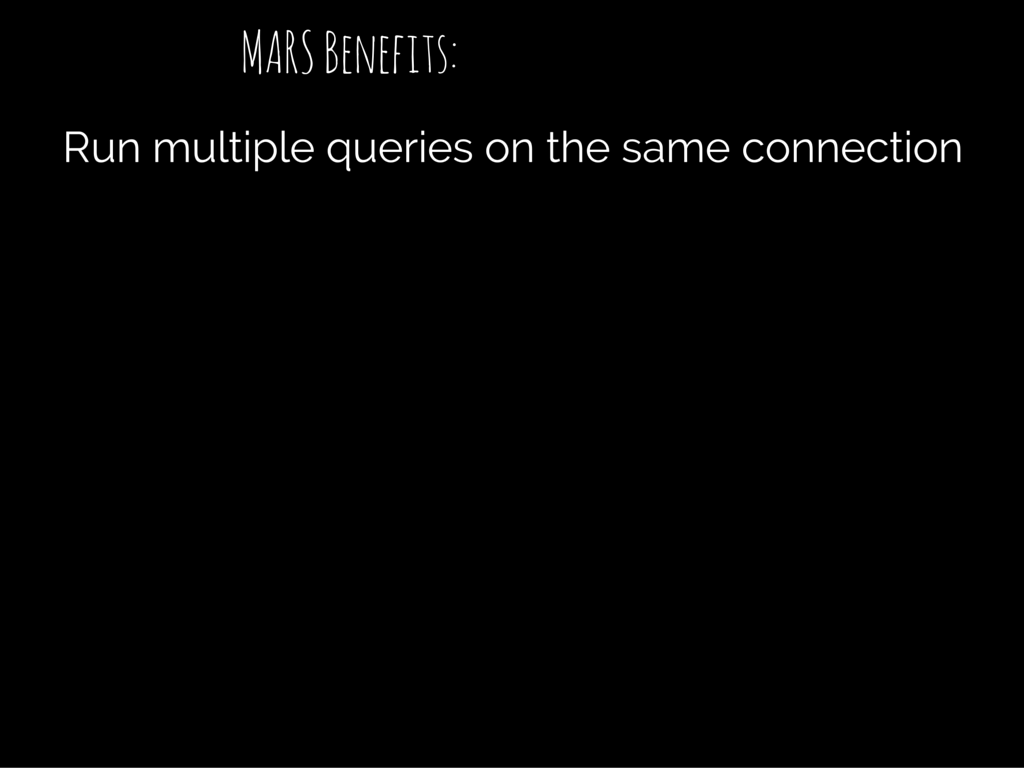 MARS Benefits:
Run multiple queries on the same connection